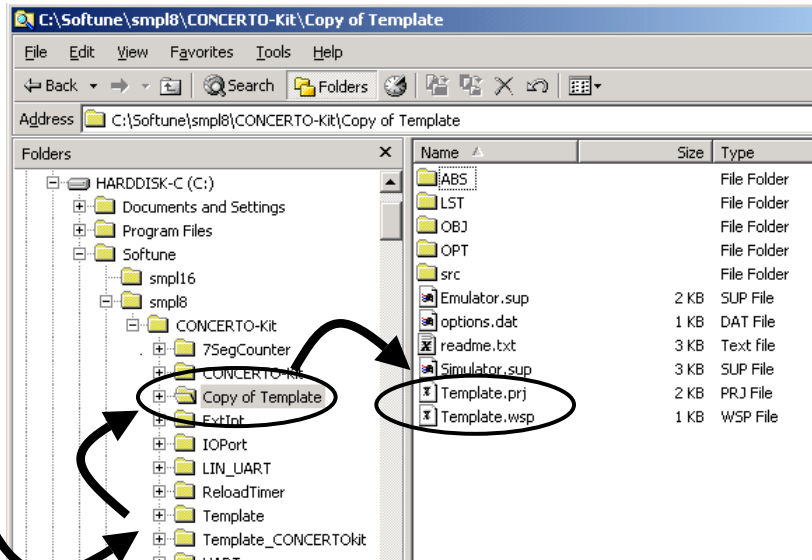 C:\Softune\smpl8\CONCERTO-Kit\Copy of Template
File Edit View Favorites Tools Help
Back Search Folders
Address C:\Softune\smpl8\CONCERTO-Kit\Copy of Template
Folders
HARDDISK-C (C:)
Documents and Settings
Program Files
Softune
smpl16
smpl8
CONCERTO-Kit
7SegCounter
CONCERTO-Kit
Copy of Template
ExtInt
IOPort
LIN_UART
ReloadTimer
Template
Template_CONCERTOkit
UART
Name Size Type
ABS File Folder
LST File Folder
OBJ File Folder
OPT File Folder
src File Folder
Emulator.sup 2 KB SUP File
options.dat 1 KB DAT File
readme.txt 3 KB Text file
Simulator.sup 3 KB SUP File
Template.prj 2 KB PRJ File
Template.wsp 1 KB WSP File